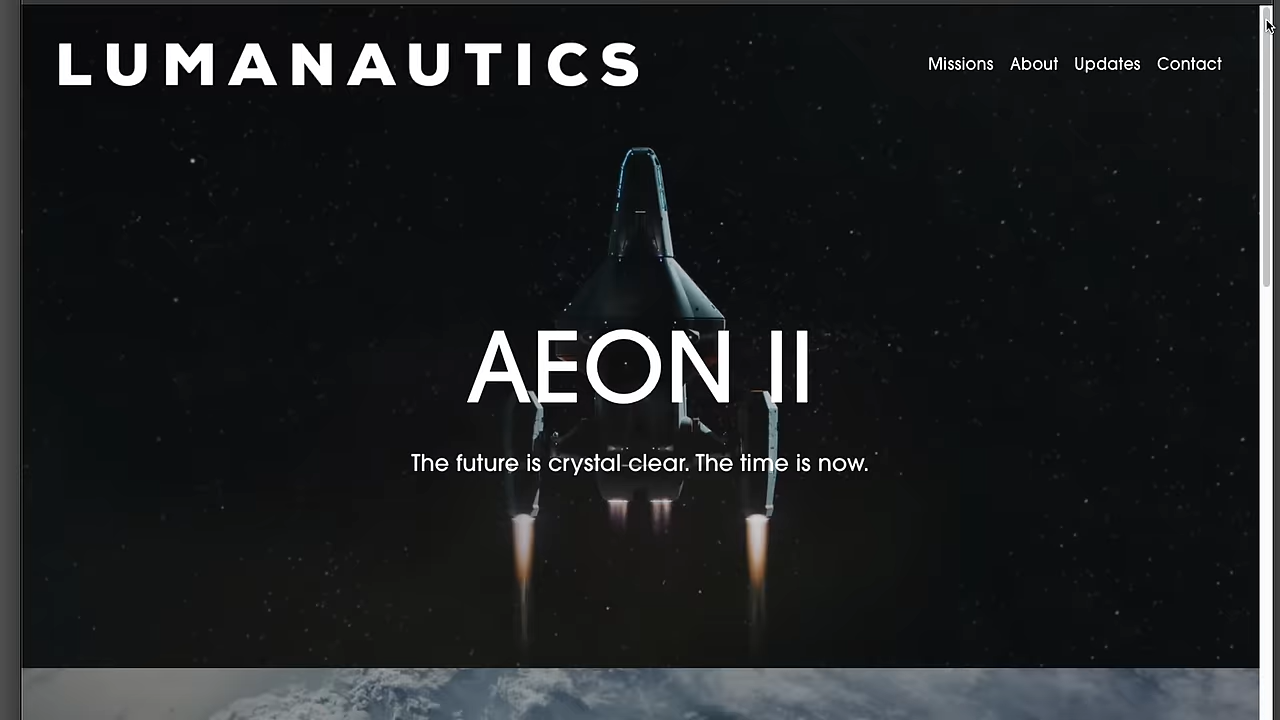 LUMANAUTICS
Missions About Updates Contact
AEON II
The future is crystal clear. The time is now.